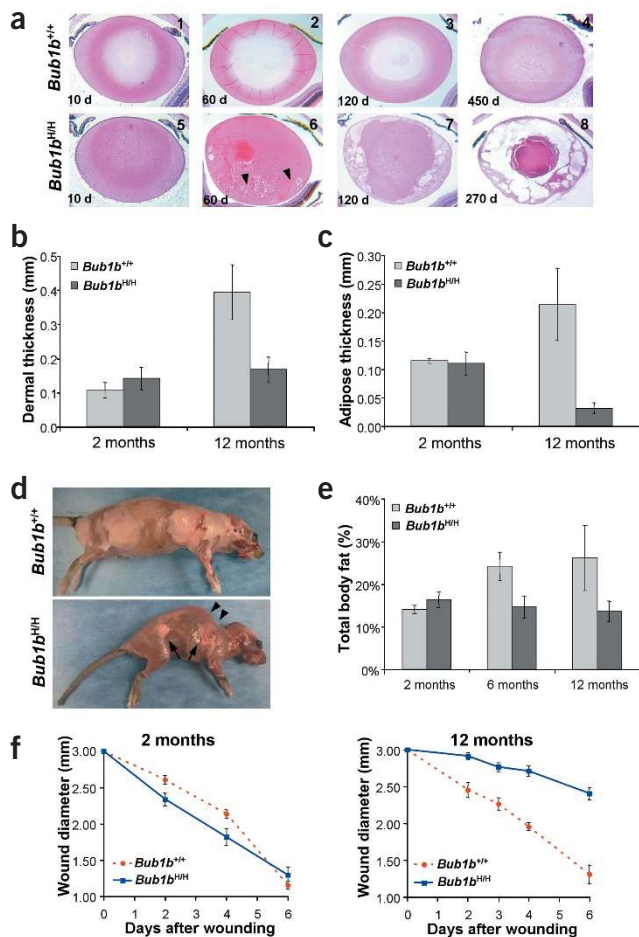 a
Bub1b+/+
1
10 d
2
60 d
3
120 d
4
450 d
Bub1bH/H
5
10 d
6
60 d
7
120 d
8
270 d
b
Dermal thickness (mm)
0.5
0.4
0.3
0.2
0.1
0.0
Bub1b+/+
Bub1bH/H
2 months
12 months
c
Adipose thickness (mm)
0.30
0.25
0.20
0.15
0.10
0.05
0.00
Bub1b+/+
Bub1bH/H
2 months
12 months
d
Bub1b+/+
Bub1bH/H
e
Total body fat (%)
40%
30%
20%
10%
0%
Bub1b+/+
Bub1bH/H
2 months
6 months
12 months
f
2 months
Wound diameter (mm)
3.00
2.50
2.00
1.50
1.00
Bub1b+/+
Bub1bH/H
0 1 2 3 4 5 6
Days after wounding
12 months
Wound diameter (mm)
3.00
2.50
2.00
1.50
1.00
Bub1b+/+
Bub1bH/H
0 1 2 3 4 5 6
Days after wounding